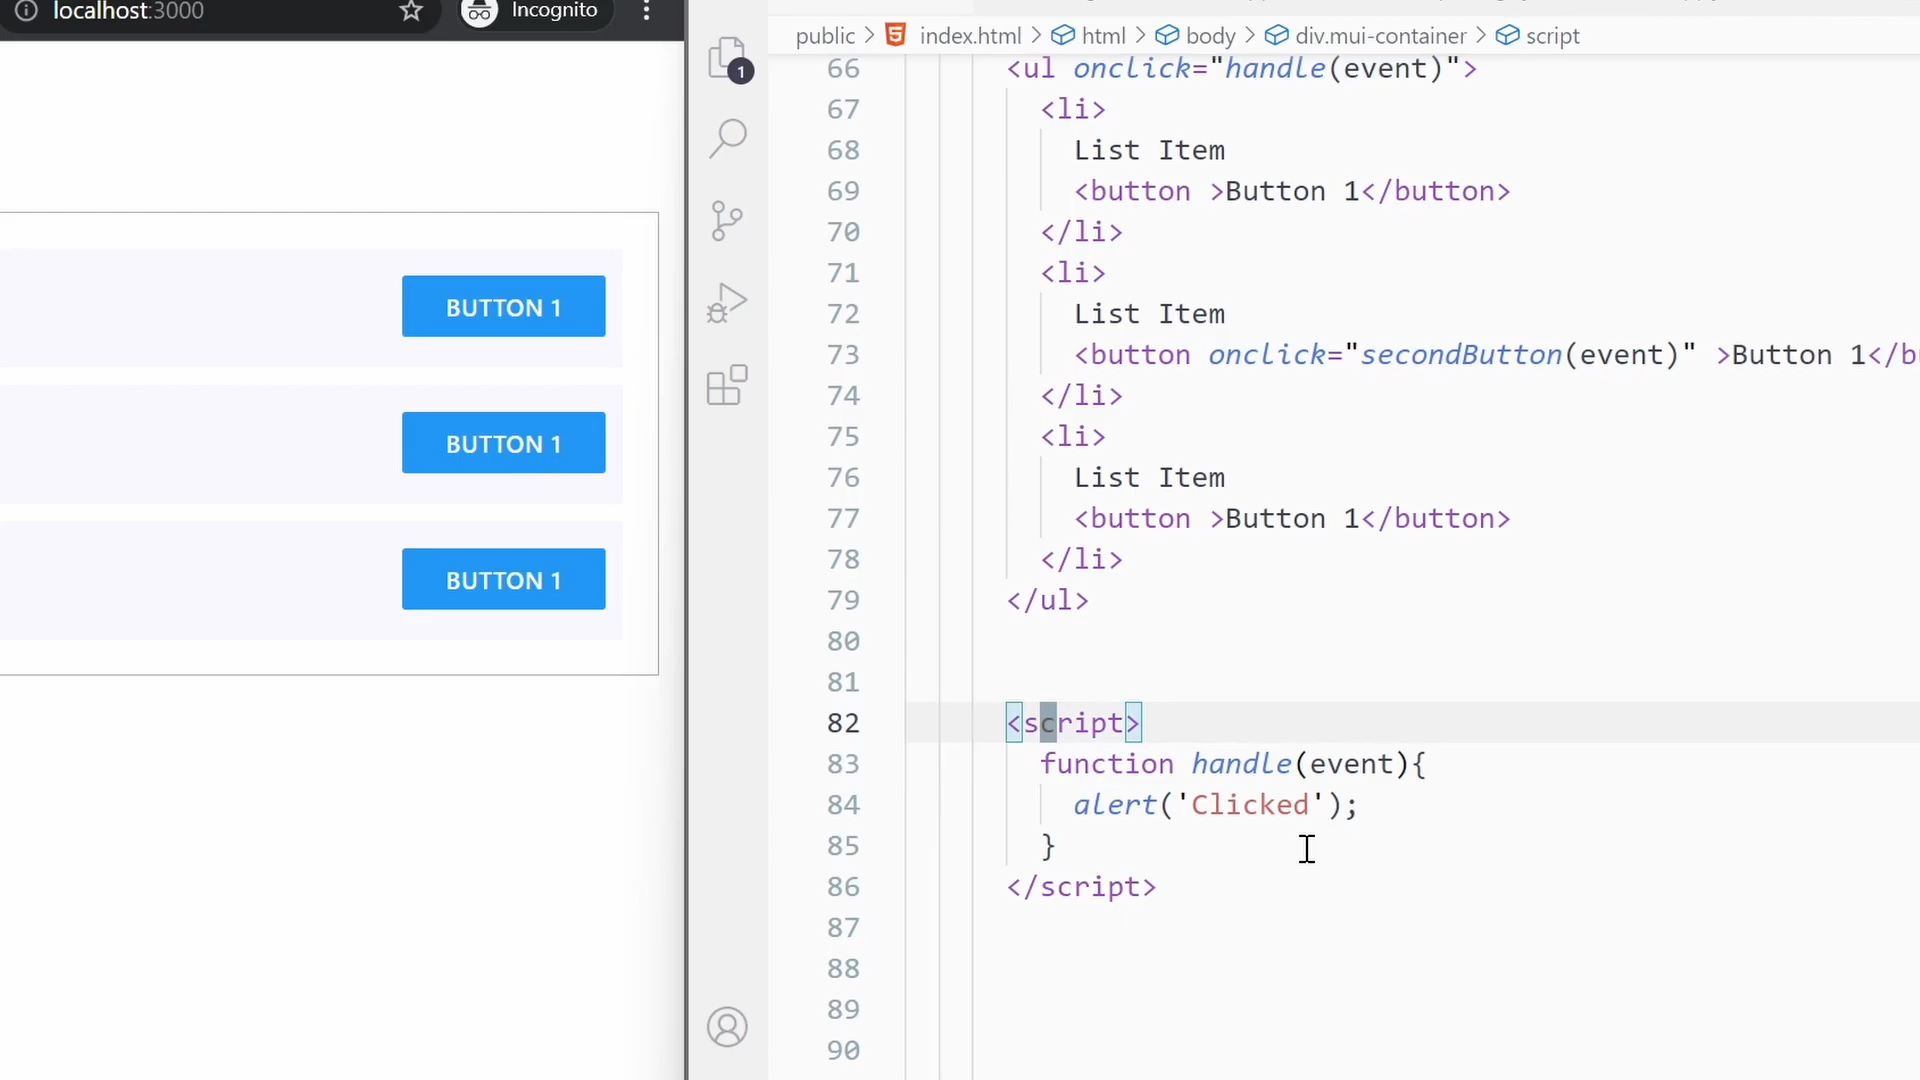 localhost:3000
Incognito
BUTTON 1
BUTTON 1
BUTTON 1
1
public > index.html > html > body > div.mui-container > script
66 <ul onclick="handle(event)">
67 <li>
68 List Item
69 <button >Button 1</button>
70 </li>
71 <li>
72 List Item
73 <button onclick="secondButton(event)" >Button 1</b
74 </li>
75 <li>
76 List Item
77 <button >Button 1</button>
78 </li>
79 </ul>
80
81
82 <script>
83 function handle(event){
84 alert('Clicked');
85 }
86 </script>
87
88
89
90